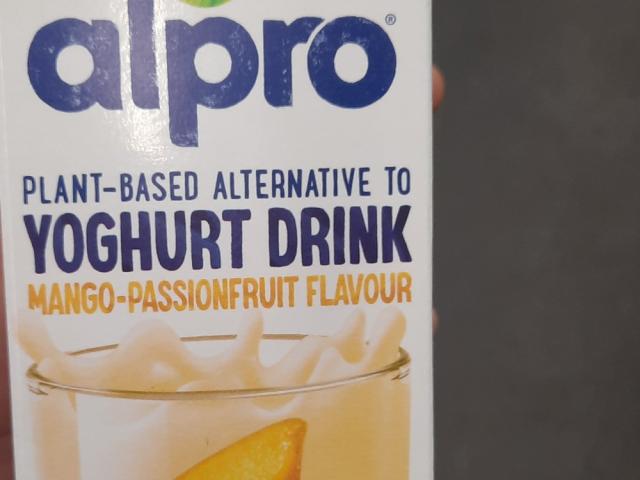 alpro®
PLANT-BASED ALTERNATIVE TO
YOGHURT DRINK
MANGO-PASSIONFRUIT FLAVOUR